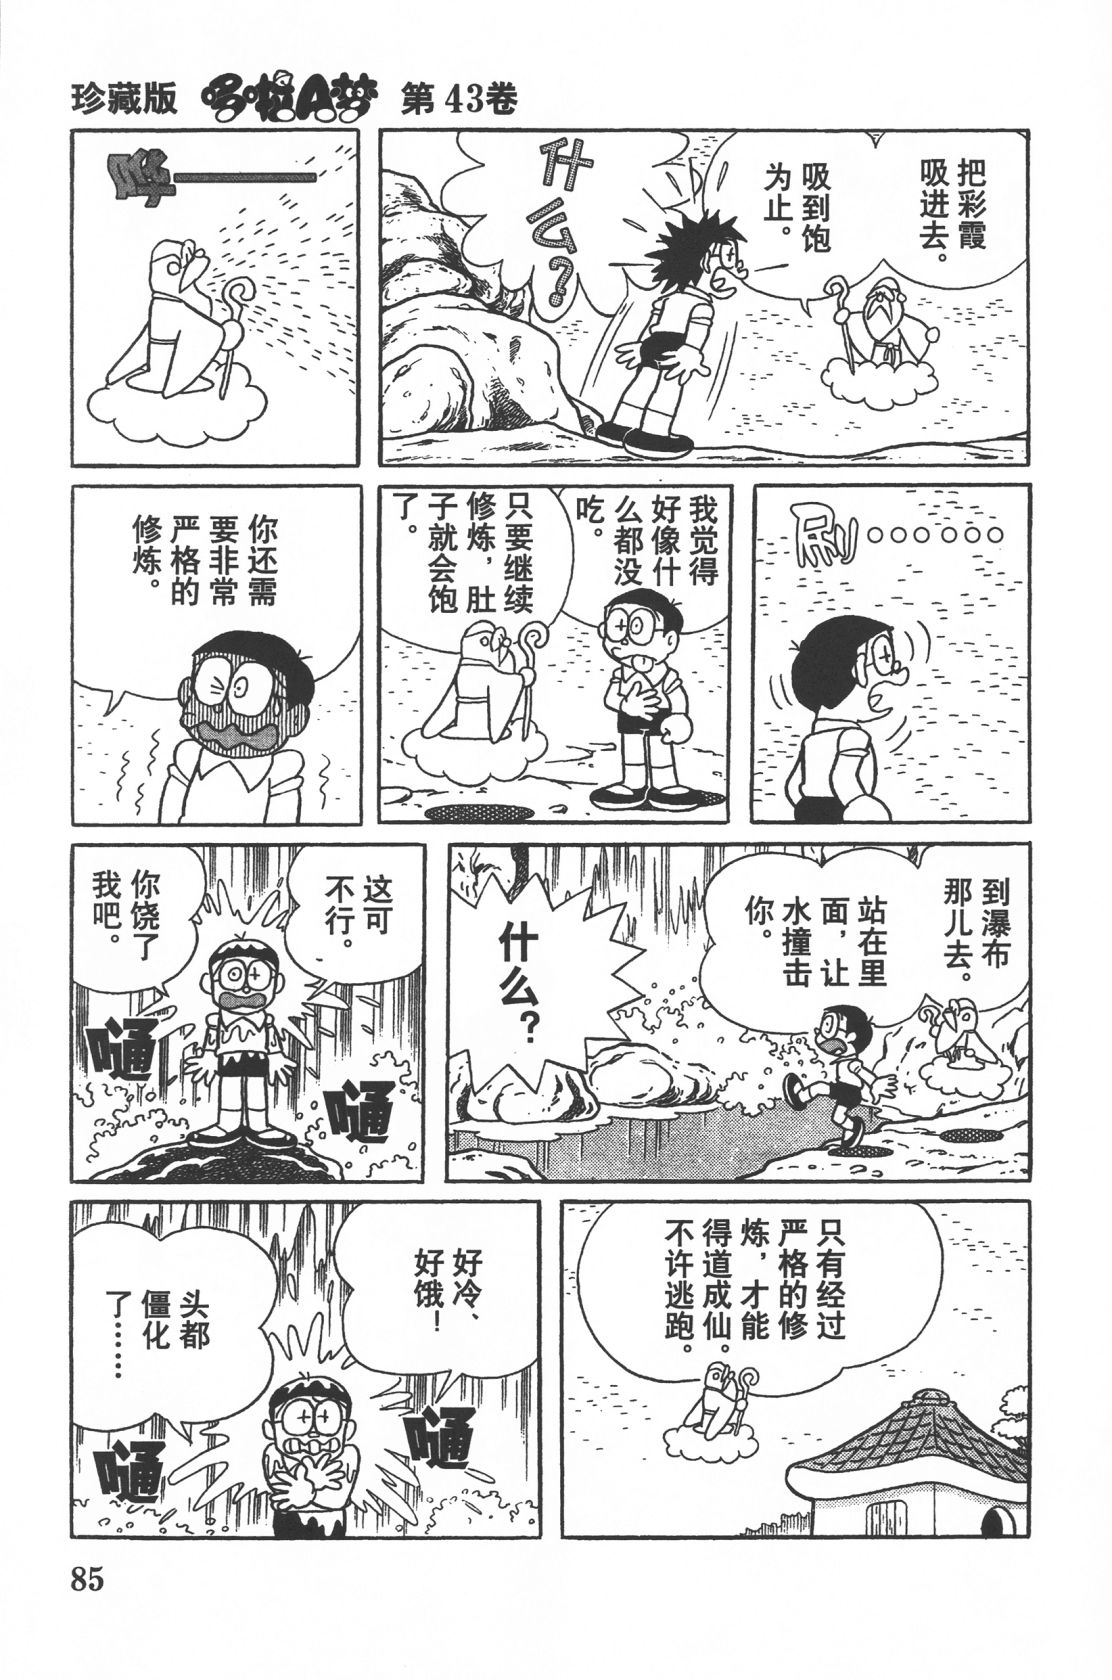 珍藏版 哆啦A梦 第43卷
把彩霞
吸进去。
吸到饱
为止。
什么？
刷……
我觉得
好像什
么都没
吃。
只要继续
修炼，肚
子就会饱
了。
你还需
要非常
严格的
修炼。
到瀑布
那儿去。
站在里
面，让
水撞击
你。
什么？
这可
不行。
你饶了
我吧。
嗵
嗵
只有经过
严格的修
炼，才能
得道成仙。
不许逃跑。
好冷、
好饿！
头都
僵化
了……
嗵
嗵
85